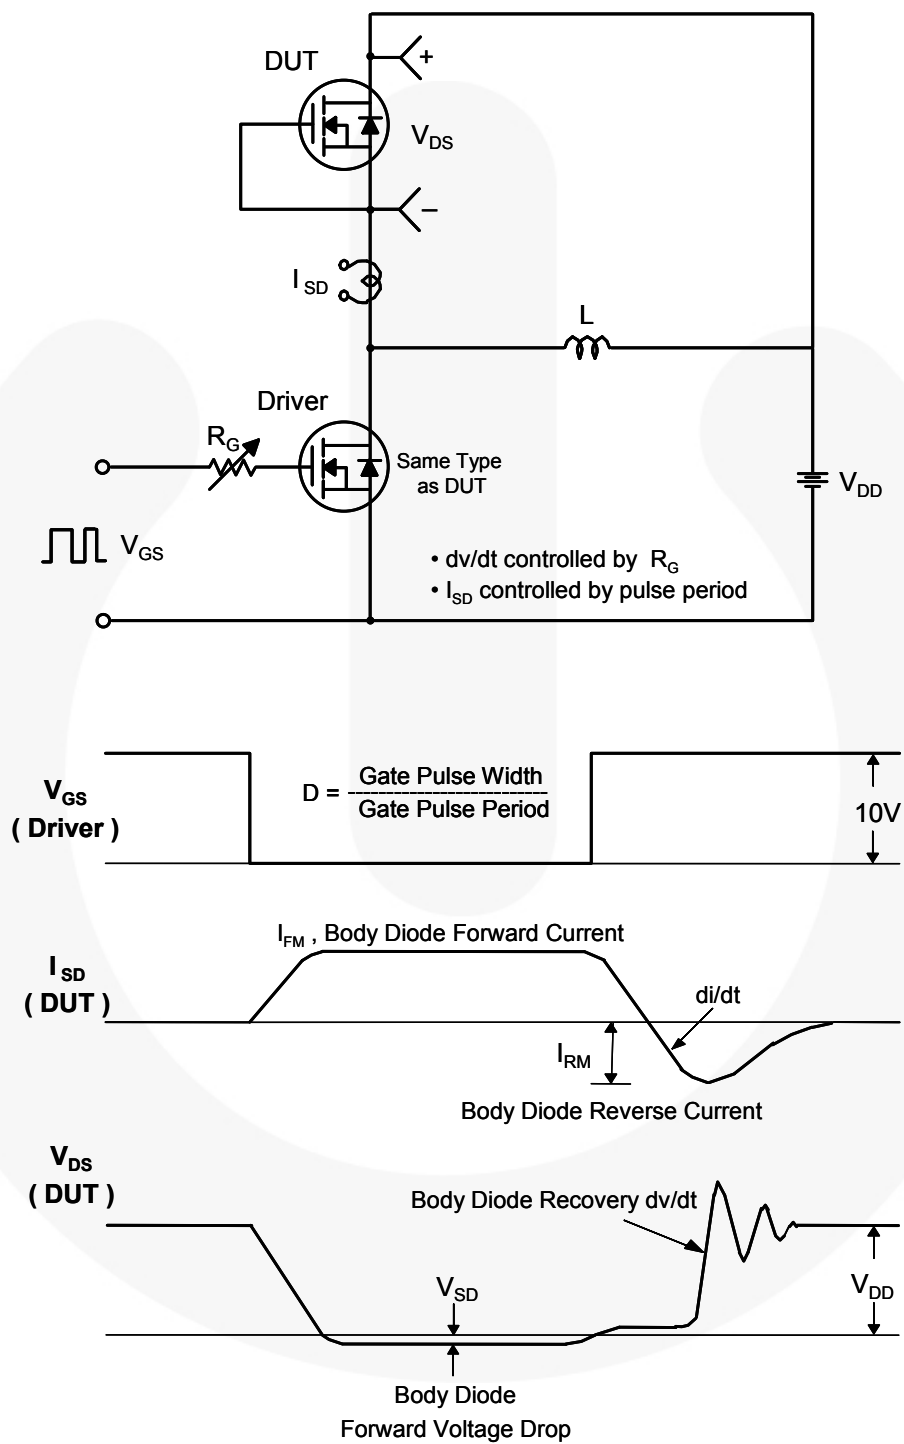 DUT
+
V_DS
–
I_SD
L
Driver
R_G
Same Type
as DUT
V_DD
V_GS
• dv/dt controlled by R_G
• I_SD controlled by pulse period
V_GS
( Driver )
D = Gate Pulse Width
Gate Pulse Period
10V
I_FM , Body Diode Forward Current
I_SD
( DUT )
di/dt
I_RM
Body Diode Reverse Current
V_DS
( DUT )
Body Diode Recovery dv/dt
V_SD
V_DD
Body Diode
Forward Voltage Drop